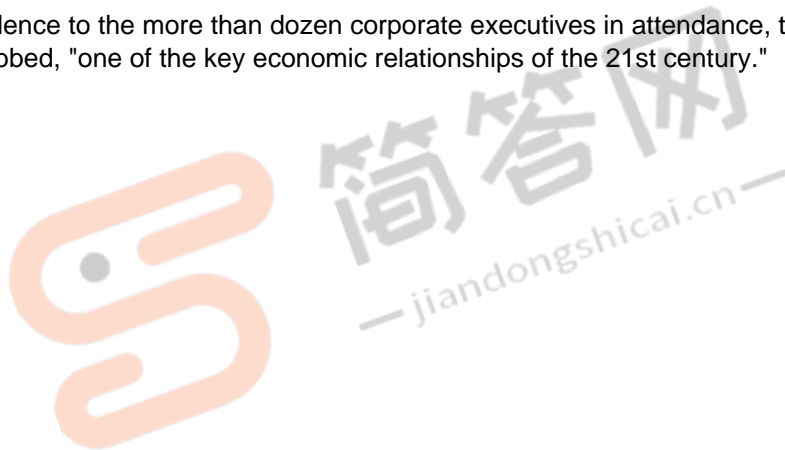 dence to the more than dozen corporate executives in attendance, t
obed, "one of the key economic relationships of the 21st century."
简答网
jiandongshicai.cn